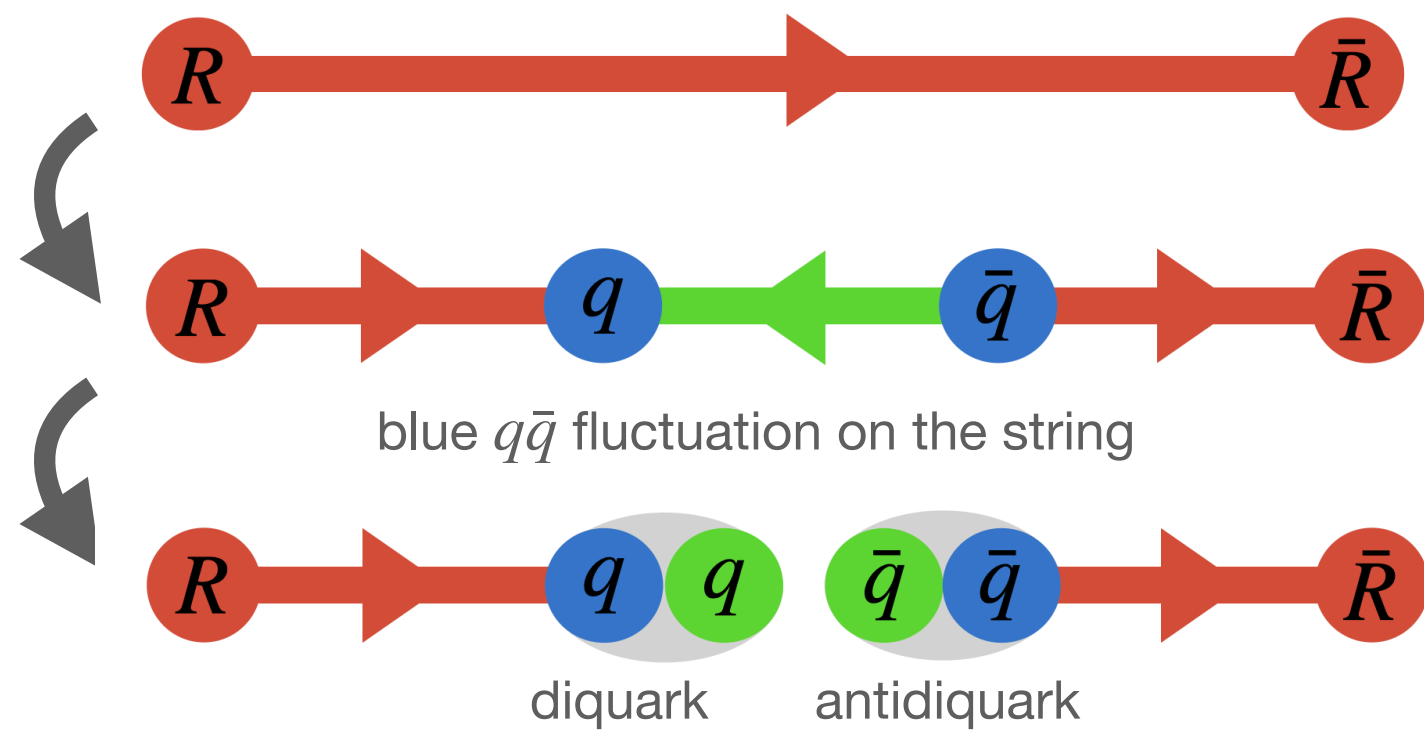 R R̄
R q q̄ R̄
blue qq̄ fluctuation on the string
R q q q̄ q̄ R̄
diquark antidiquark